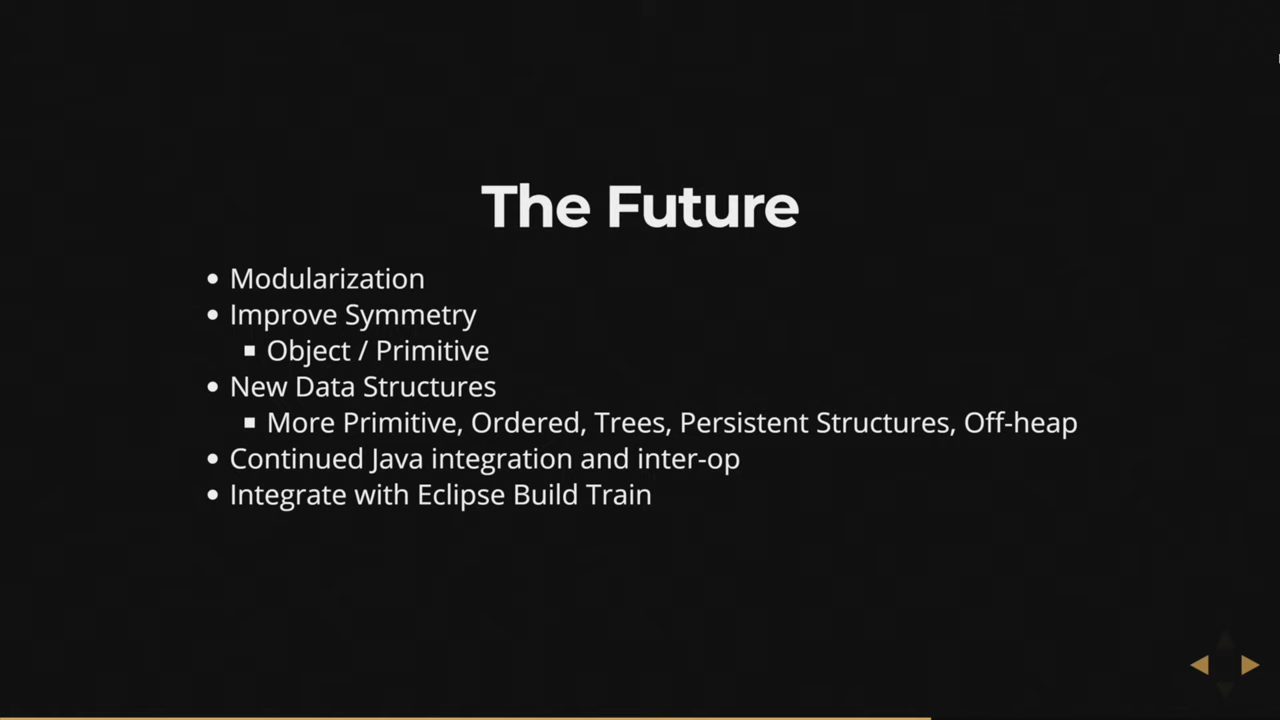 The Future
Modularization
Improve Symmetry
Object / Primitive
New Data Structures
More Primitive, Ordered, Trees, Persistent Structures, Off-heap
Continued Java integration and inter-op
Integrate with Eclipse Build Train